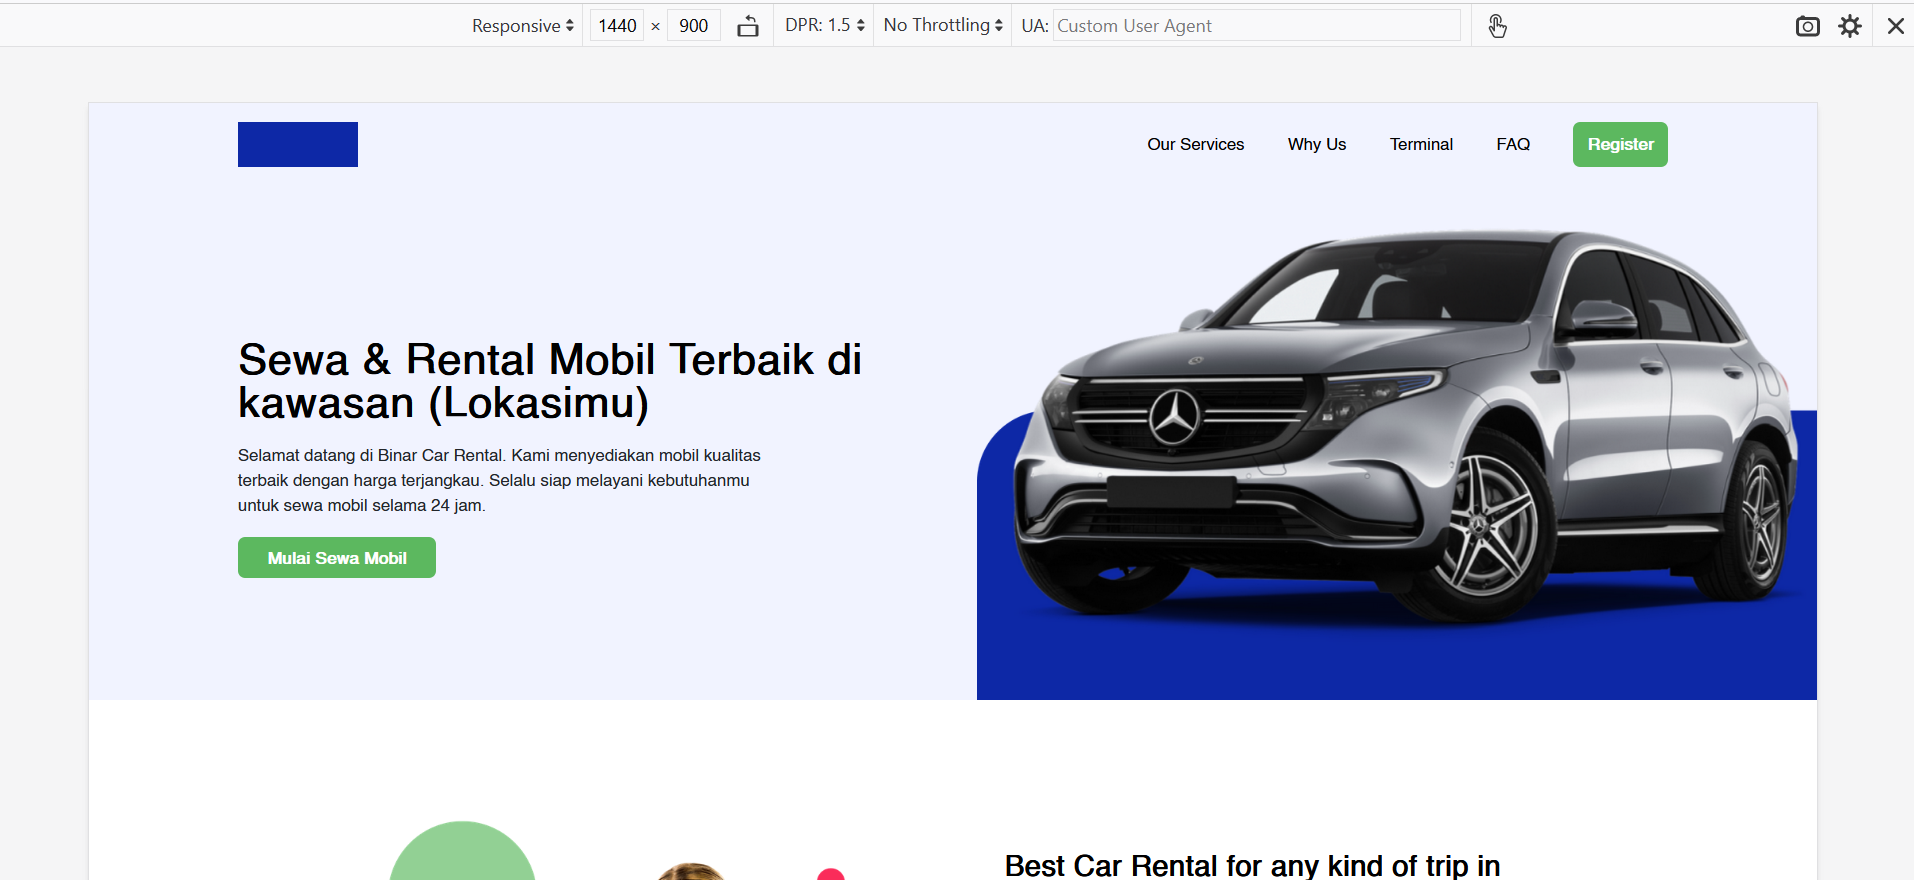 Responsive 1440 × 900 DPR: 1.5 No Throttling UA: Custom User Agent
Our Services Why Us Terminal FAQ Register
Sewa & Rental Mobil Terbaik di
kawasan (Lokasimu)
Selamat datang di Binar Car Rental. Kami menyediakan mobil kualitas
terbaik dengan harga terjangkau. Selalu siap melayani kebutuhanmu
untuk sewa mobil selama 24 jam.
Mulai Sewa Mobil
Best Car Rental for any kind of trip in